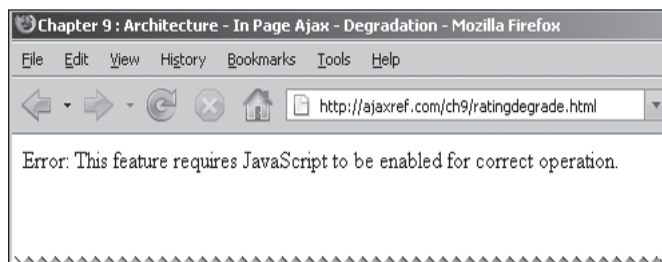 Chapter 9 : Architecture - In Page Ajax - Degradation - Mozilla Firefox
File Edit View History Bookmarks Tools Help
http://ajaxref.com/ch9/ratingdegrade.html
Error: This feature requires JavaScript to be enabled for correct operation.